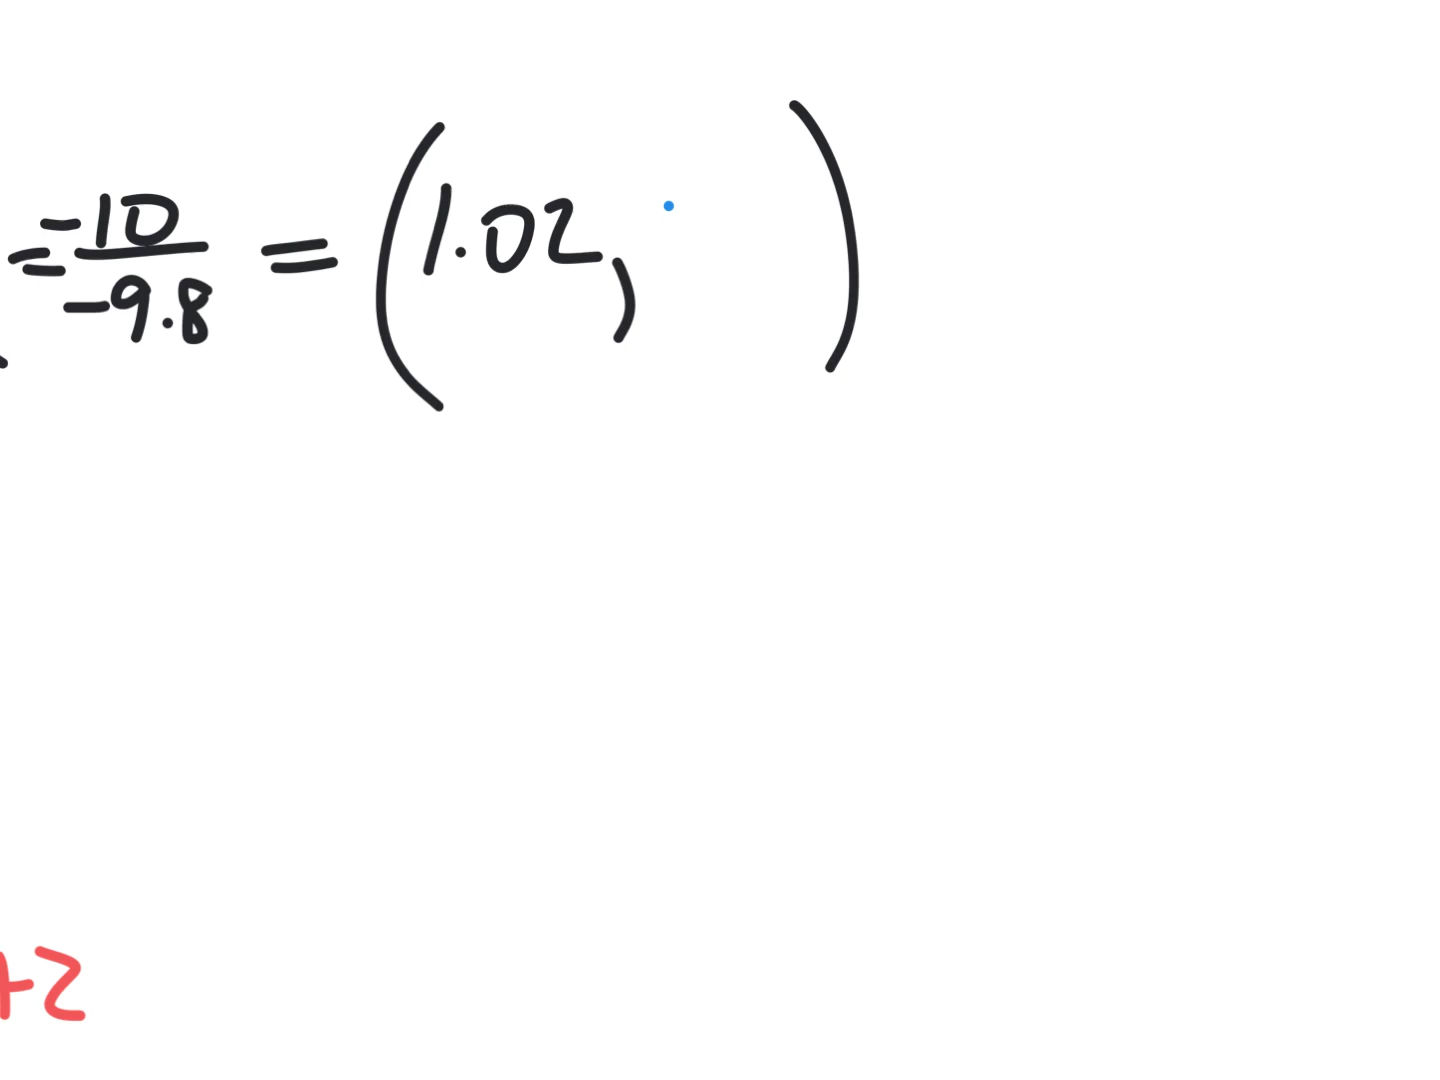 = -10 / -9.8 = (1.02, )
+2